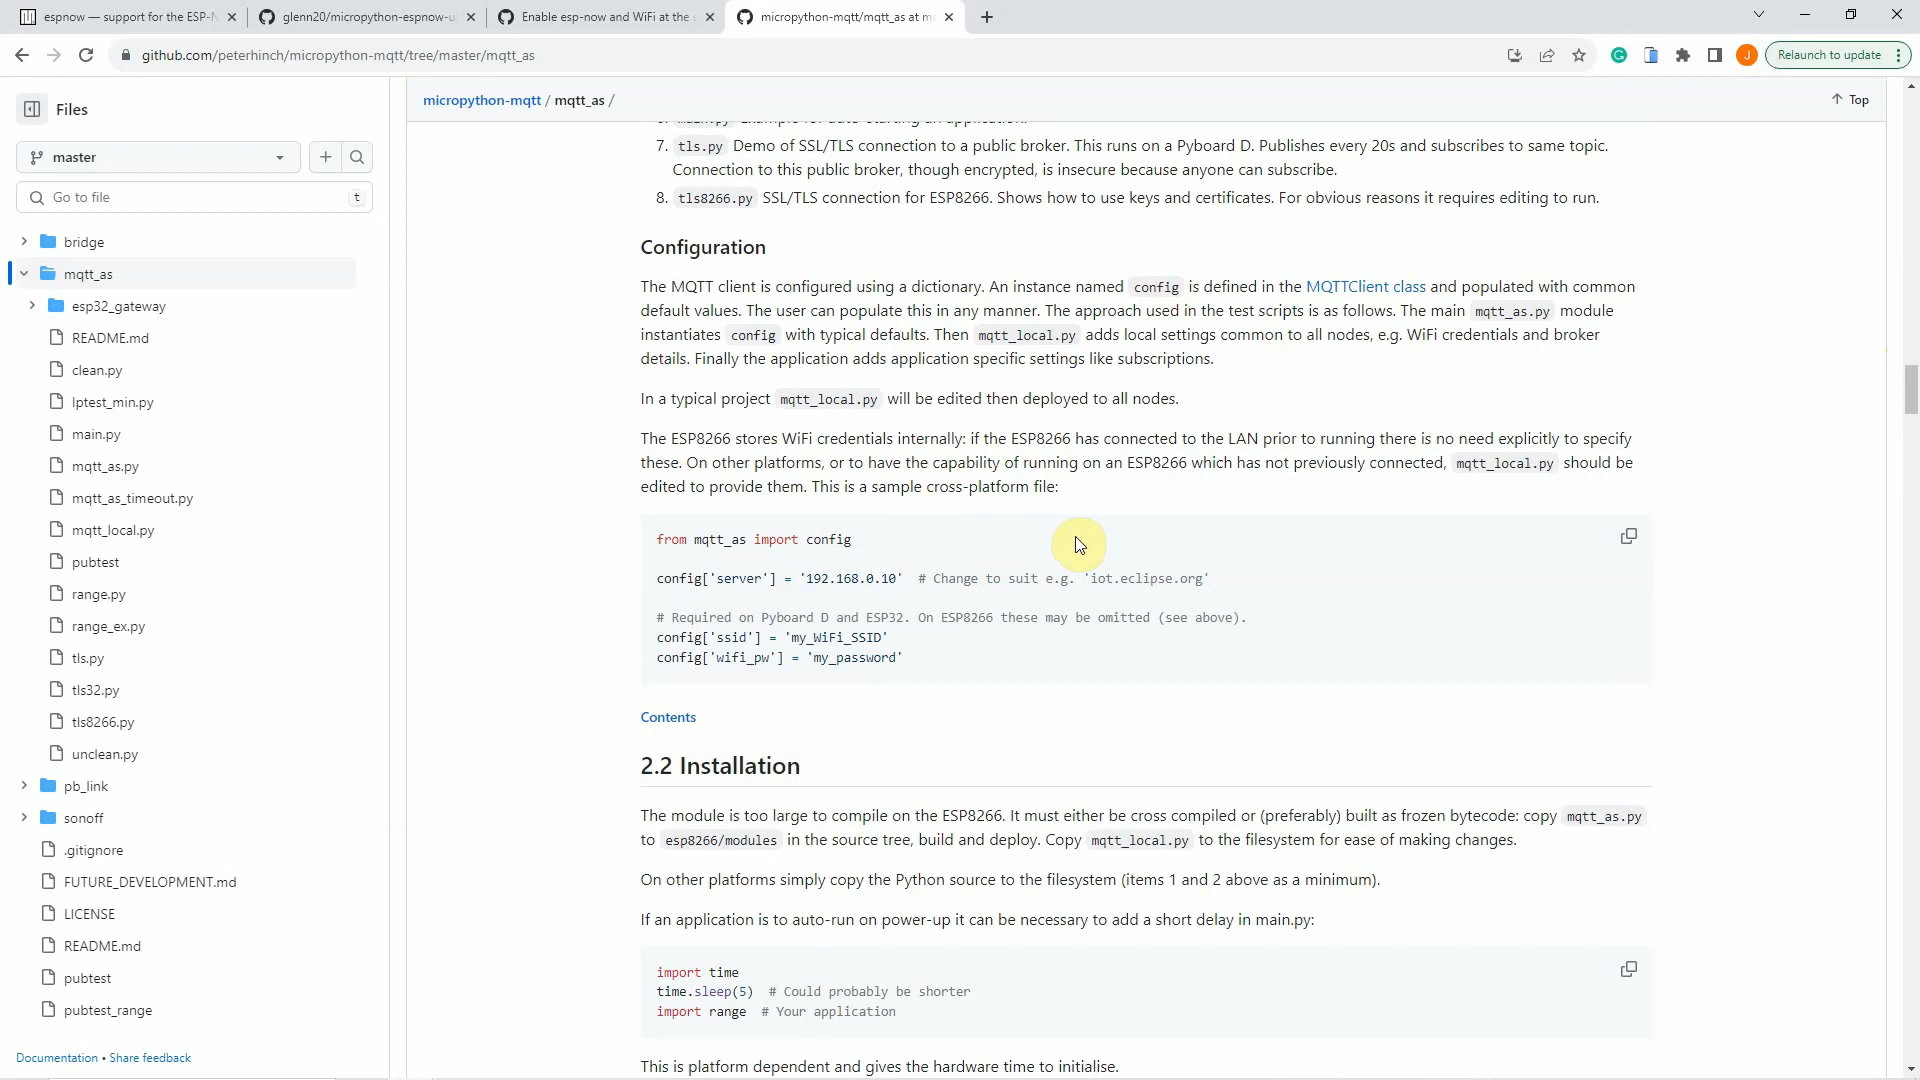 espnow — support for the ESP-N
glenn20/micropython-espnow-u
Enable esp-now and WiFi at the s
micropython-mqtt/mqtt_as at m
github.com/peterhinch/micropython-mqtt/tree/master/mqtt_as
J
Relaunch to update
Files
master
Go to file
t
bridge
mqtt_as
esp32_gateway
README.md
clean.py
lptest_min.py
main.py
mqtt_as.py
mqtt_as_timeout.py
mqtt_local.py
pubtest
range.py
range_ex.py
tls.py
tls32.py
tls8266.py
unclean.py
pb_link
sonoff
.gitignore
FUTURE_DEVELOPMENT.md
LICENSE
README.md
pubtest
pubtest_range
Documentation • Share feedback
micropython-mqtt / mqtt_as /
Top
7. tls.py Demo of SSL/TLS connection to a public broker. This runs on a Pyboard D. Publishes every 20s and subscribes to same topic.
Connection to this public broker, though encrypted, is insecure because anyone can subscribe.
8. tls8266.py SSL/TLS connection for ESP8266. Shows how to use keys and certificates. For obvious reasons it requires editing to run.
Configuration
The MQTT client is configured using a dictionary. An instance named config is defined in the MQTTClient class and populated with common
default values. The user can populate this in any manner. The approach used in the test scripts is as follows. The main mqtt_as.py module
instantiates config with typical defaults. Then mqtt_local.py adds local settings common to all nodes, e.g. WiFi credentials and broker
details. Finally the application adds application specific settings like subscriptions.
In a typical project mqtt_local.py will be edited then deployed to all nodes.
The ESP8266 stores WiFi credentials internally: if the ESP8266 has connected to the LAN prior to running there is no need explicitly to specify
these. On other platforms, or to have the capability of running on an ESP8266 which has not previously connected, mqtt_local.py should be
edited to provide them. This is a sample cross-platform file:
from mqtt_as import config
config['server'] = '192.168.0.10'  # Change to suit e.g. 'iot.eclipse.org'
# Required on Pyboard D and ESP32. On ESP8266 these may be omitted (see above).
config['ssid'] = 'my_WiFi_SSID'
config['wifi_pw'] = 'my_password'
Contents
2.2 Installation
The module is too large to compile on the ESP8266. It must either be cross compiled or (preferably) built as frozen bytecode: copy mqtt_as.py
to esp8266/modules in the source tree, build and deploy. Copy mqtt_local.py to the filesystem for ease of making changes.
On other platforms simply copy the Python source to the filesystem (items 1 and 2 above as a minimum).
If an application is to auto-run on power-up it can be necessary to add a short delay in main.py:
import time
time.sleep(5)  # Could probably be shorter
import range  # Your application
This is platform dependent and gives the hardware time to initialise.